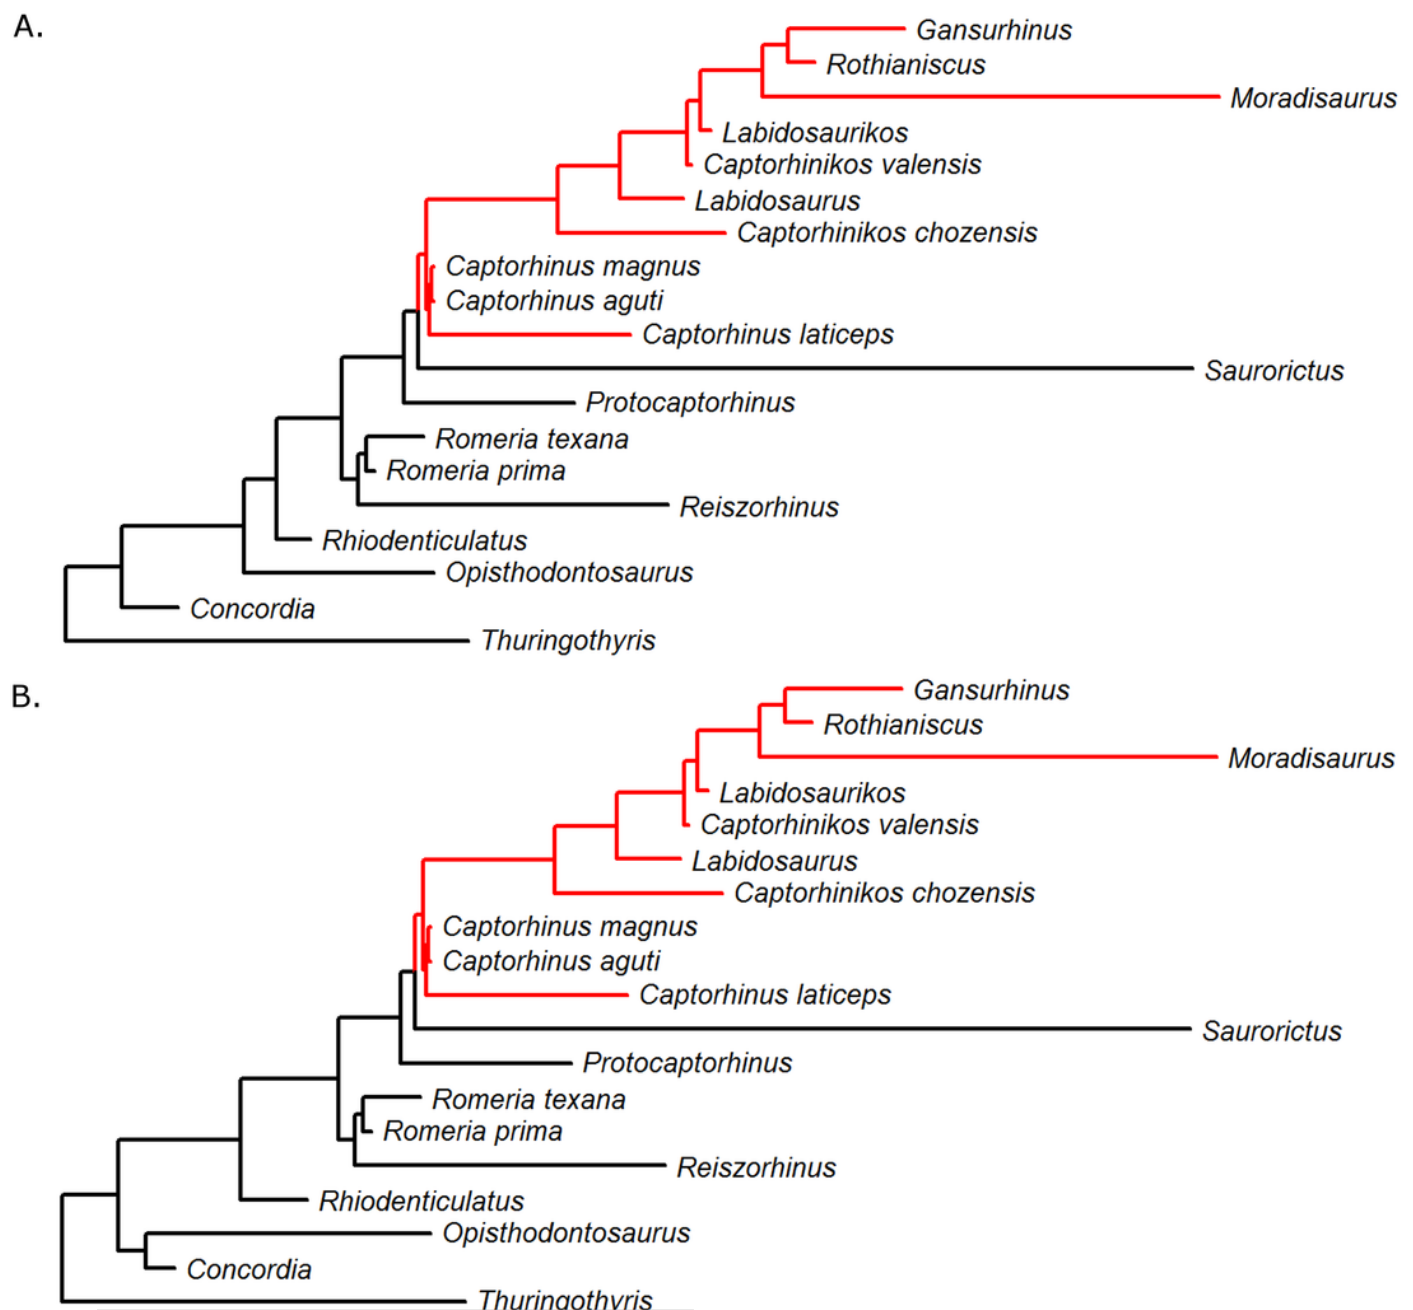 A.
Gansurhinus
Rothianiscus
Moradisaurus
Labidosaurikos
Captorhinikos valensis
Labidosaurus
Captorhinikos chozensis
Captorhinus magnus
Captorhinus aguti
Captorhinus laticeps
Saurorictus
Protocaptorhinus
Romeria texana
Romeria prima
Reiszorhinus
Rhiodenticulatus
Opisthodontosaurus
Concordia
Thuringothyris
B.
Gansurhinus
Rothianiscus
Moradisaurus
Labidosaurikos
Captorhinikos valensis
Labidosaurus
Captorhinikos chozensis
Captorhinus magnus
Captorhinus aguti
Captorhinus laticeps
Saurorictus
Protocaptorhinus
Romeria texana
Romeria prima
Reiszorhinus
Rhiodenticulatus
Opisthodontosaurus
Concordia
Thuringothyris